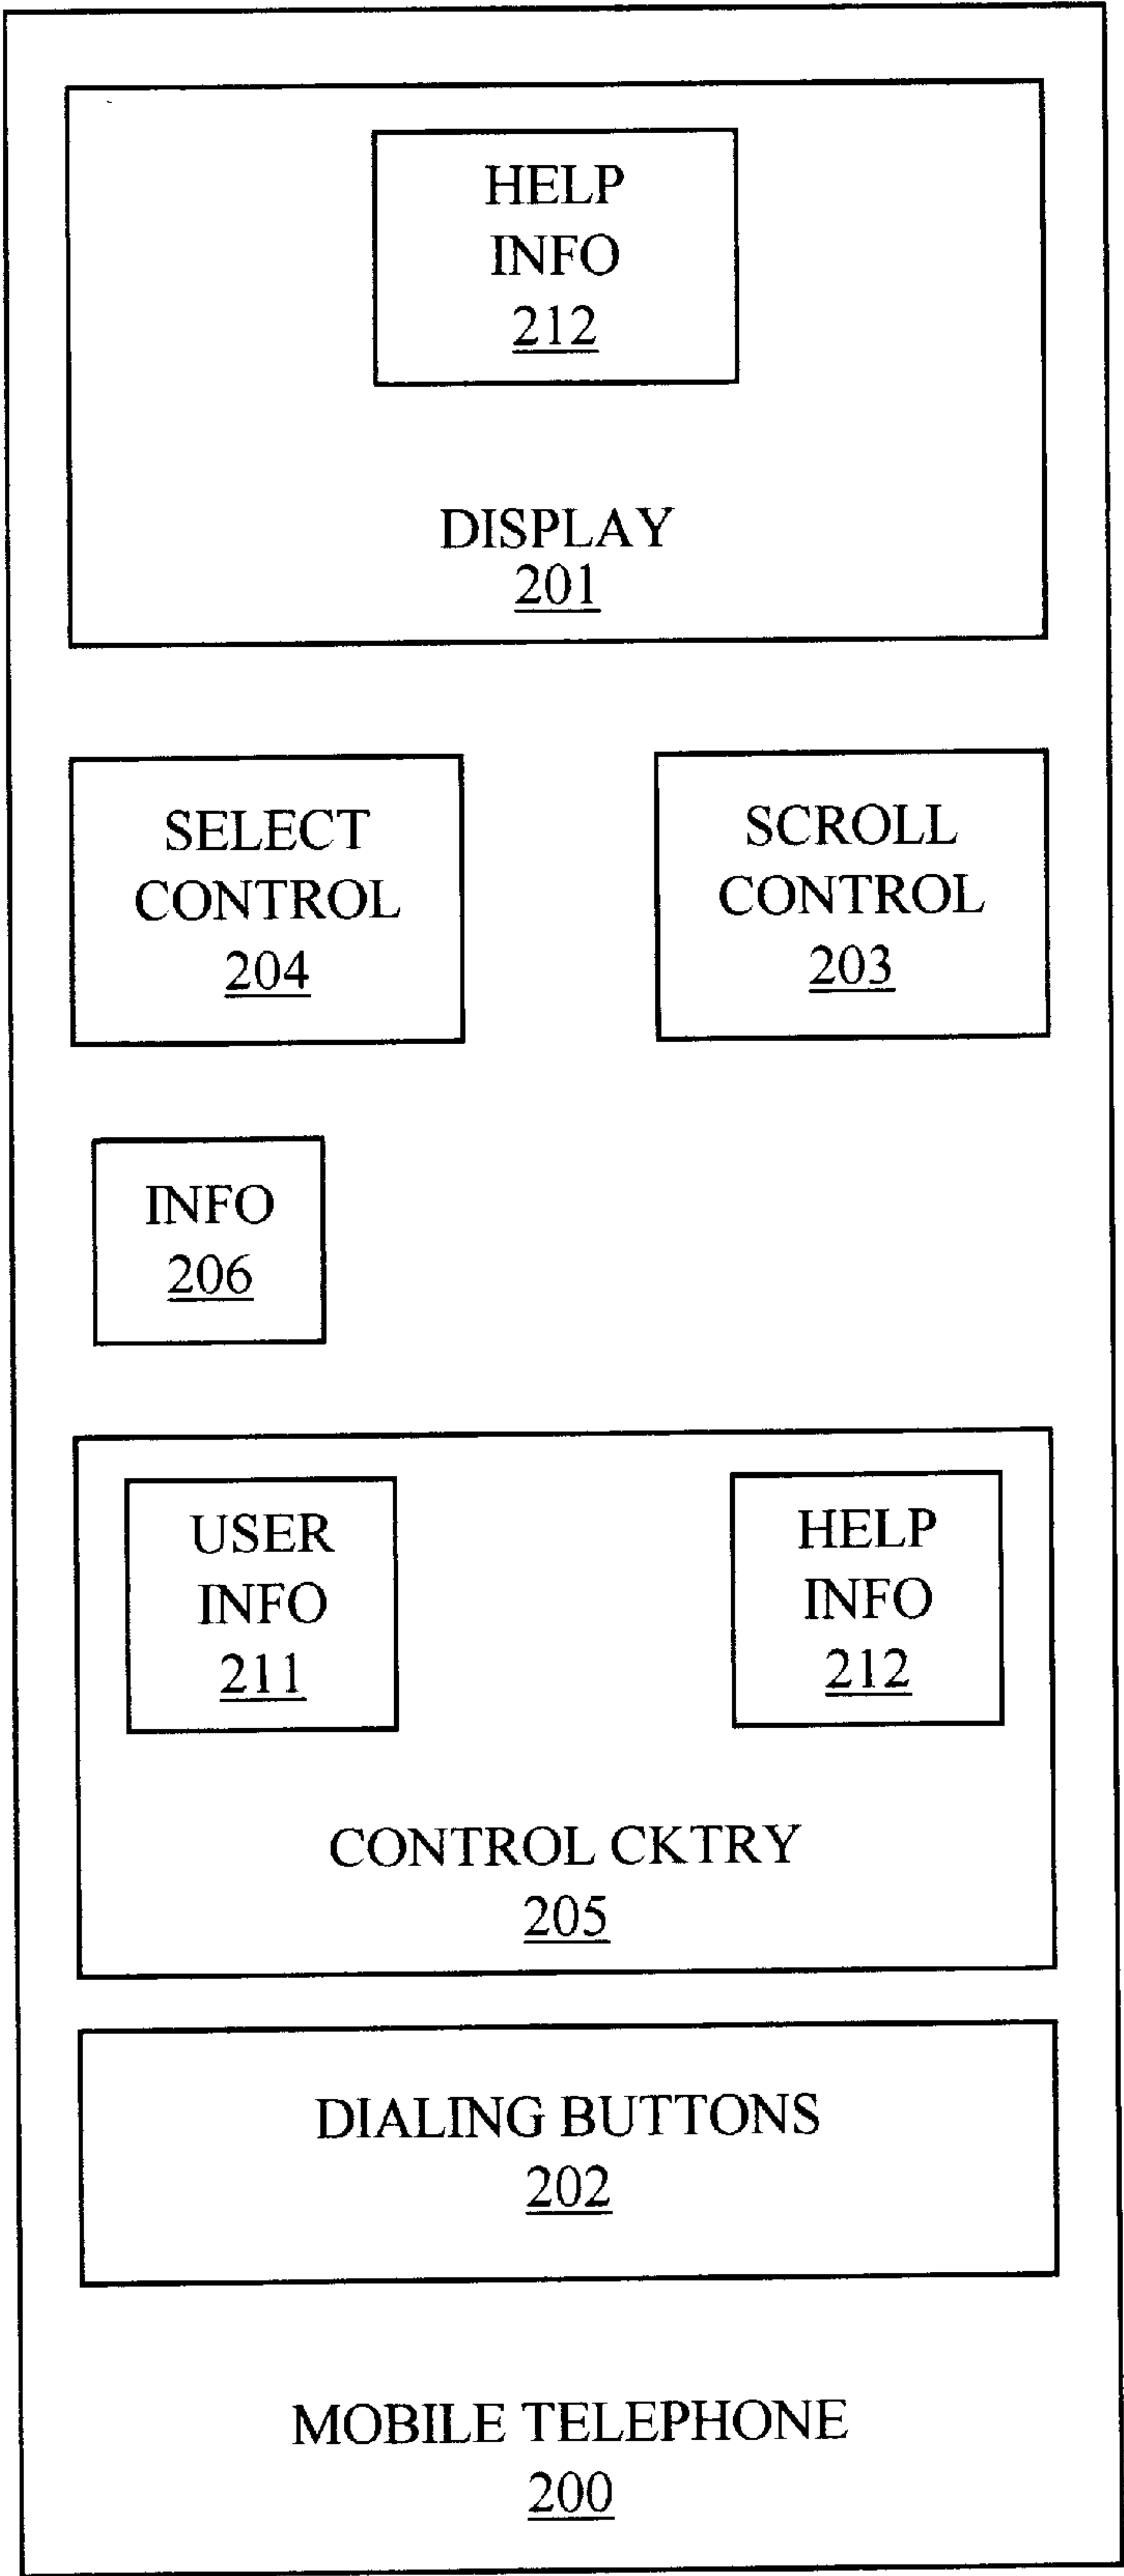 HELP
INFO
212
DISPLAY
201
SELECT
CONTROL
204
SCROLL
CONTROL
203
INFO
206
USER
INFO
211
HELP
INFO
212
CONTROL CKTRY
205
DIALING BUTTONS
202
MOBILE TELEPHONE
200